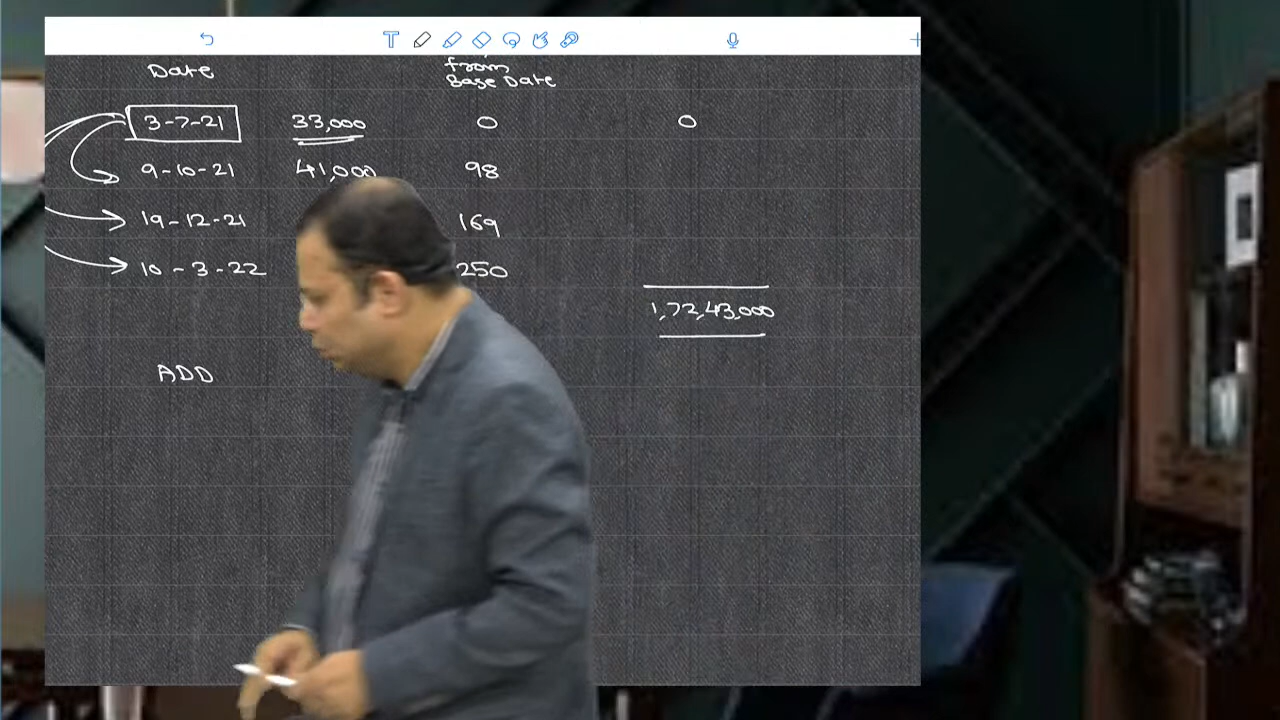 Date
from
Base Date
3-7-21 33,000 0 0
9-10-21 41,000 98
19-12-21 169
10-3-22 250
1,72,43,000
ADD